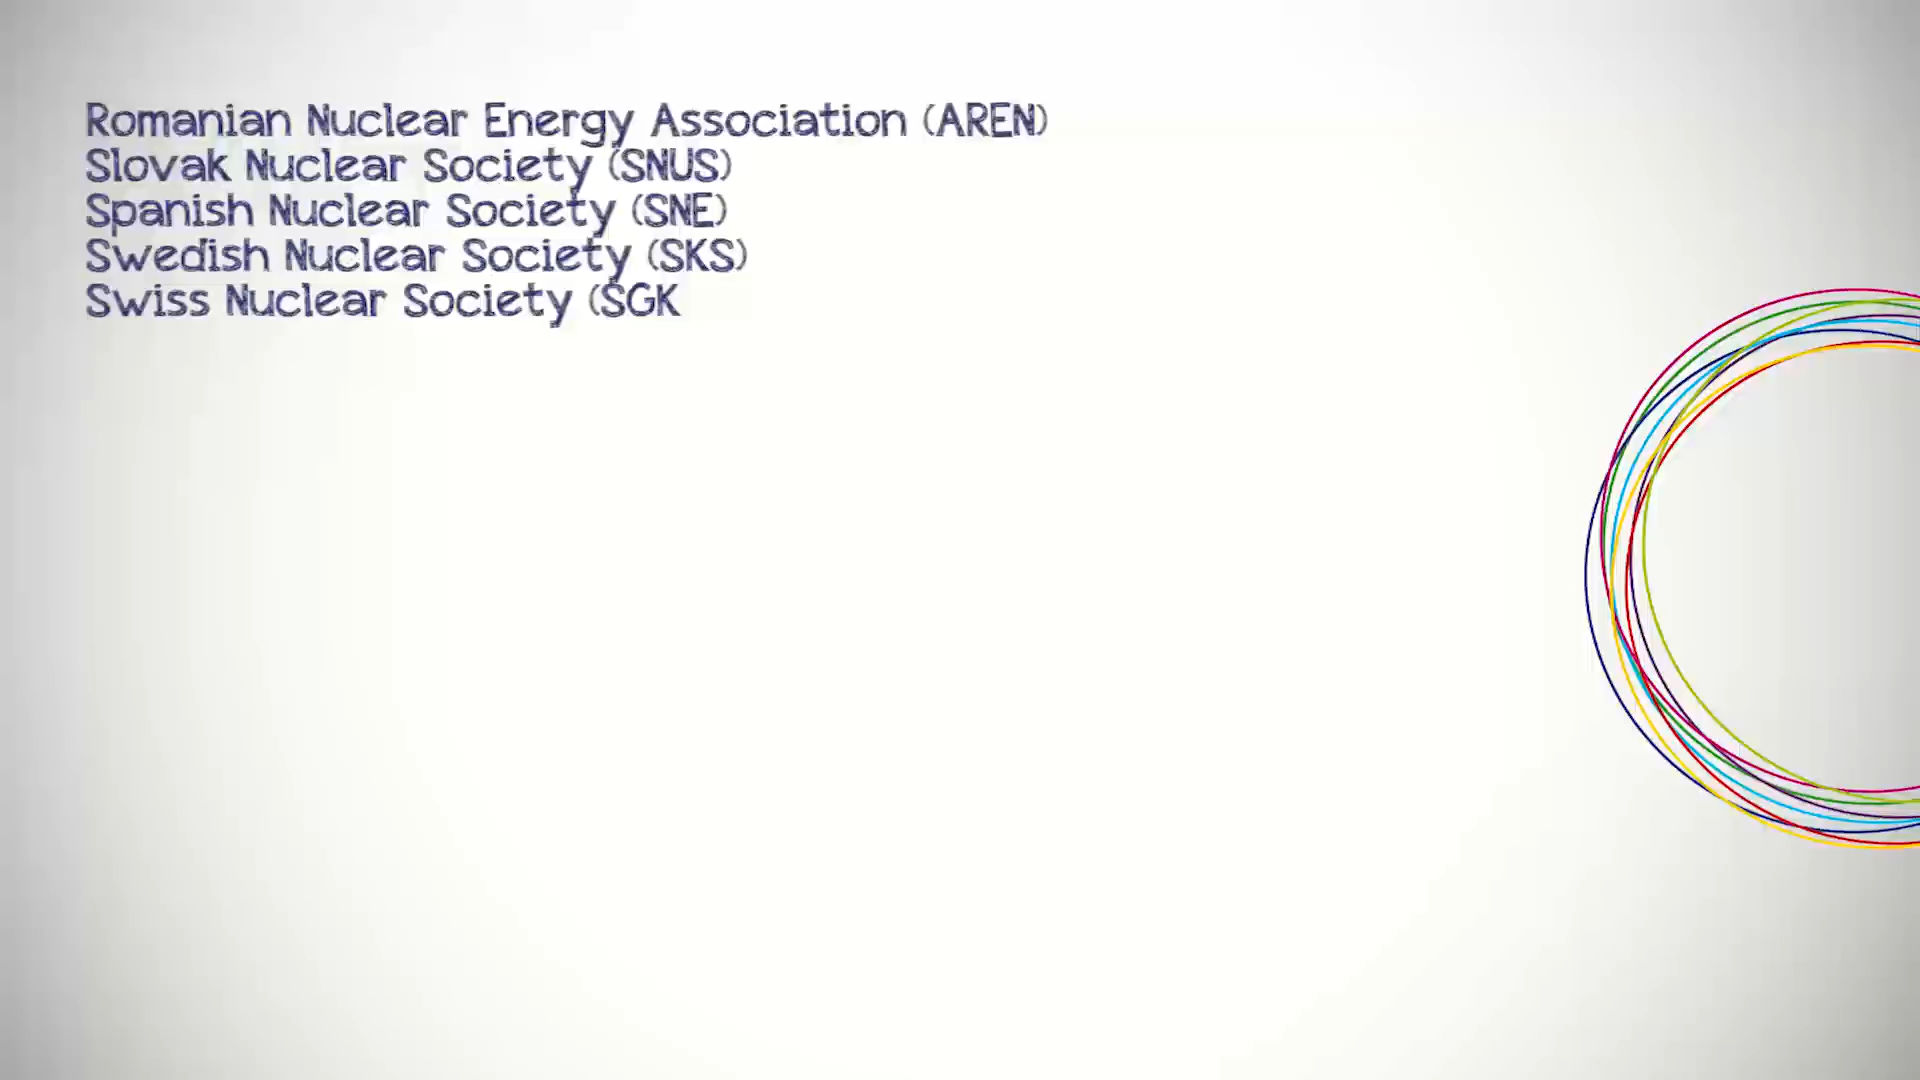 Romanian Nuclear Energy Association (AREN)
Slovak Nuclear Society (SNUS)
Spanish Nuclear Society (SNE)
Swedish Nuclear Society (SKS)
Swiss Nuclear Society (SGK